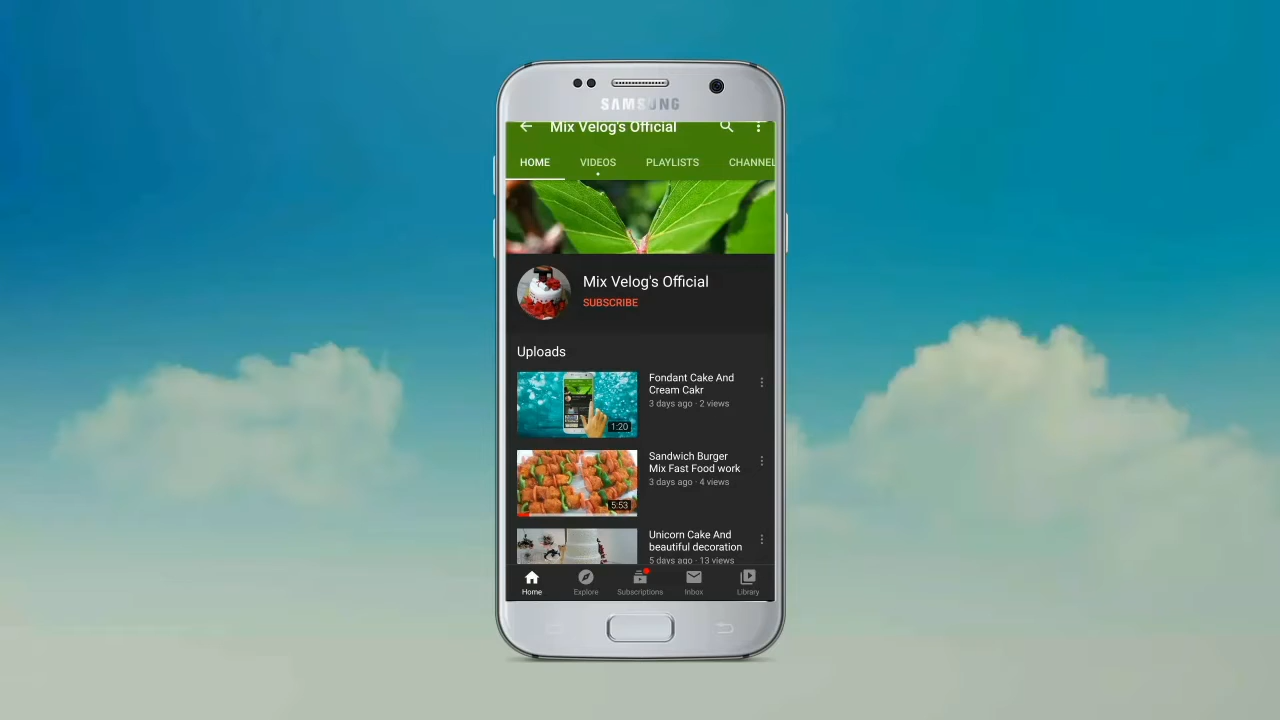 SAMSUNG
Mix Velog's Official
HOME VIDEOS PLAYLISTS CHANNEL
Mix Velog's Official
SUBSCRIBE
Uploads
Fondant Cake And
Cream Cakr
3 days ago · 2 views
1:20
Sandwich Burger
Mix Fast Food work
3 days ago · 4 views
5:53
Unicorn Cake And
beautiful decoration
5 days ago · 13 views
Home Explore Subscriptions Inbox Library